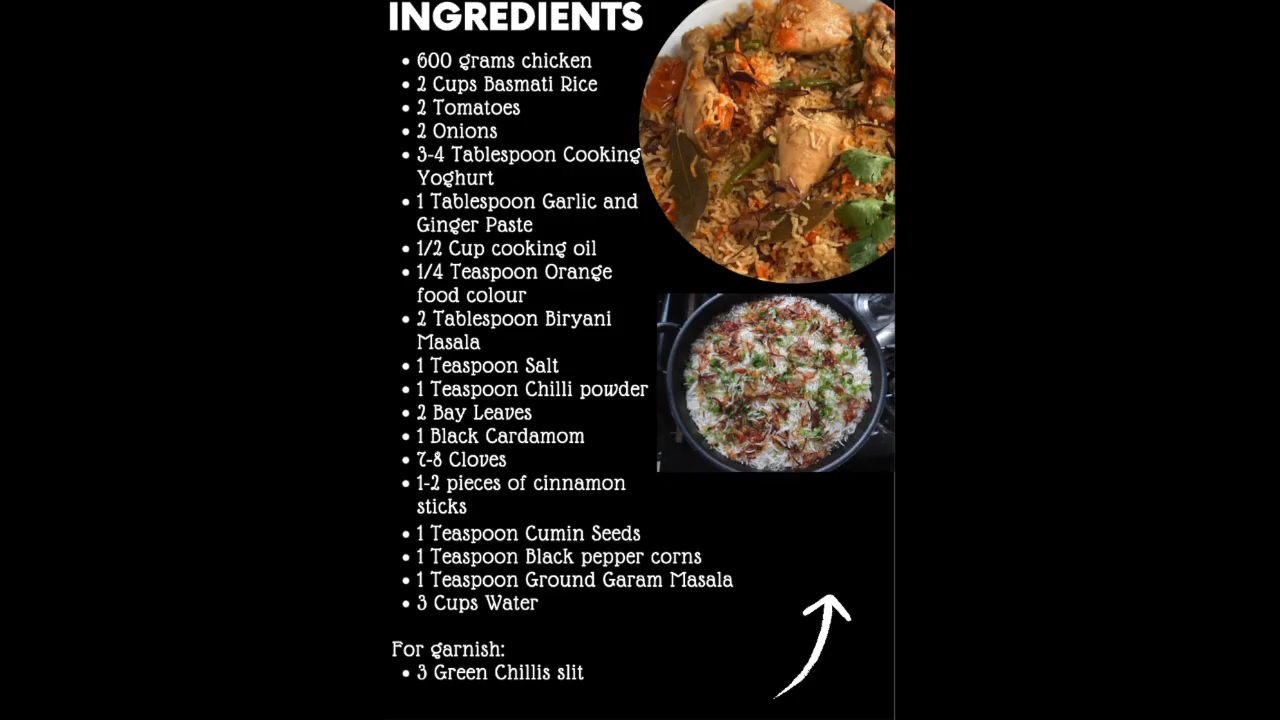 INGREDIENTS
• 600 grams chicken
• 2 Cups Basmati Rice
• 2 Tomatoes
• 2 Onions
• 3-4 Tablespoon Cooking
Yoghurt
• 1 Tablespoon Garlic and
Ginger Paste
• 1/2 Cup cooking oil
• 1/4 Teaspoon Orange
food colour
• 2 Tablespoon Biryani
Masala
• 1 Teaspoon Salt
• 1 Teaspoon Chilli powder
• 2 Bay Leaves
• 1 Black Cardamom
• 7-8 Cloves
• 1-2 pieces of cinnamon
sticks
• 1 Teaspoon Cumin Seeds
• 1 Teaspoon Black pepper corns
• 1 Teaspoon Ground Garam Masala
• 3 Cups Water
For garnish:
• 3 Green Chillis slit